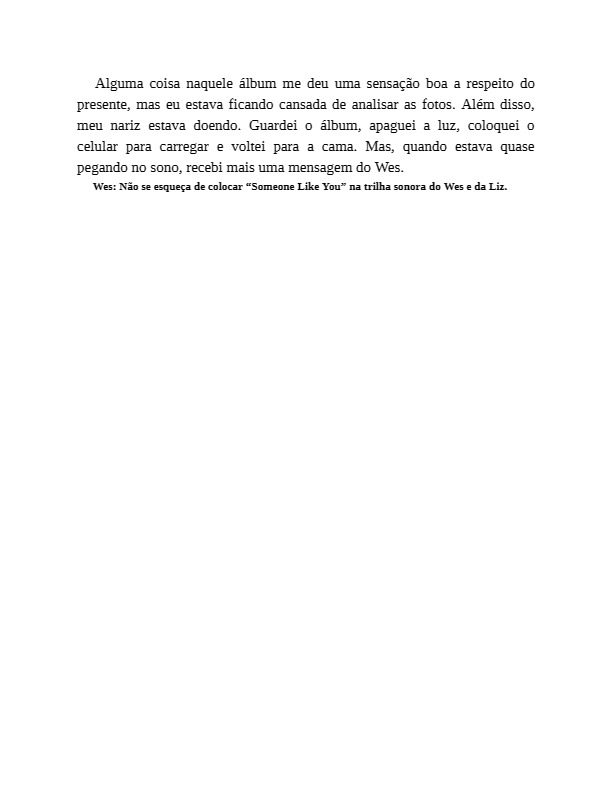 Alguma coisa naquele álbum me deu uma sensação boa a respeito do
presente, mas eu estava ficando cansada de analisar as fotos. Além disso,
meu nariz estava doendo. Guardei o álbum, apaguei a luz, coloquei o
celular para carregar e voltei para a cama. Mas, quando estava quase
pegando no sono, recebi mais uma mensagem do Wes.
Wes: Não se esqueça de colocar “Someone Like You” na trilha sonora do Wes e da Liz.